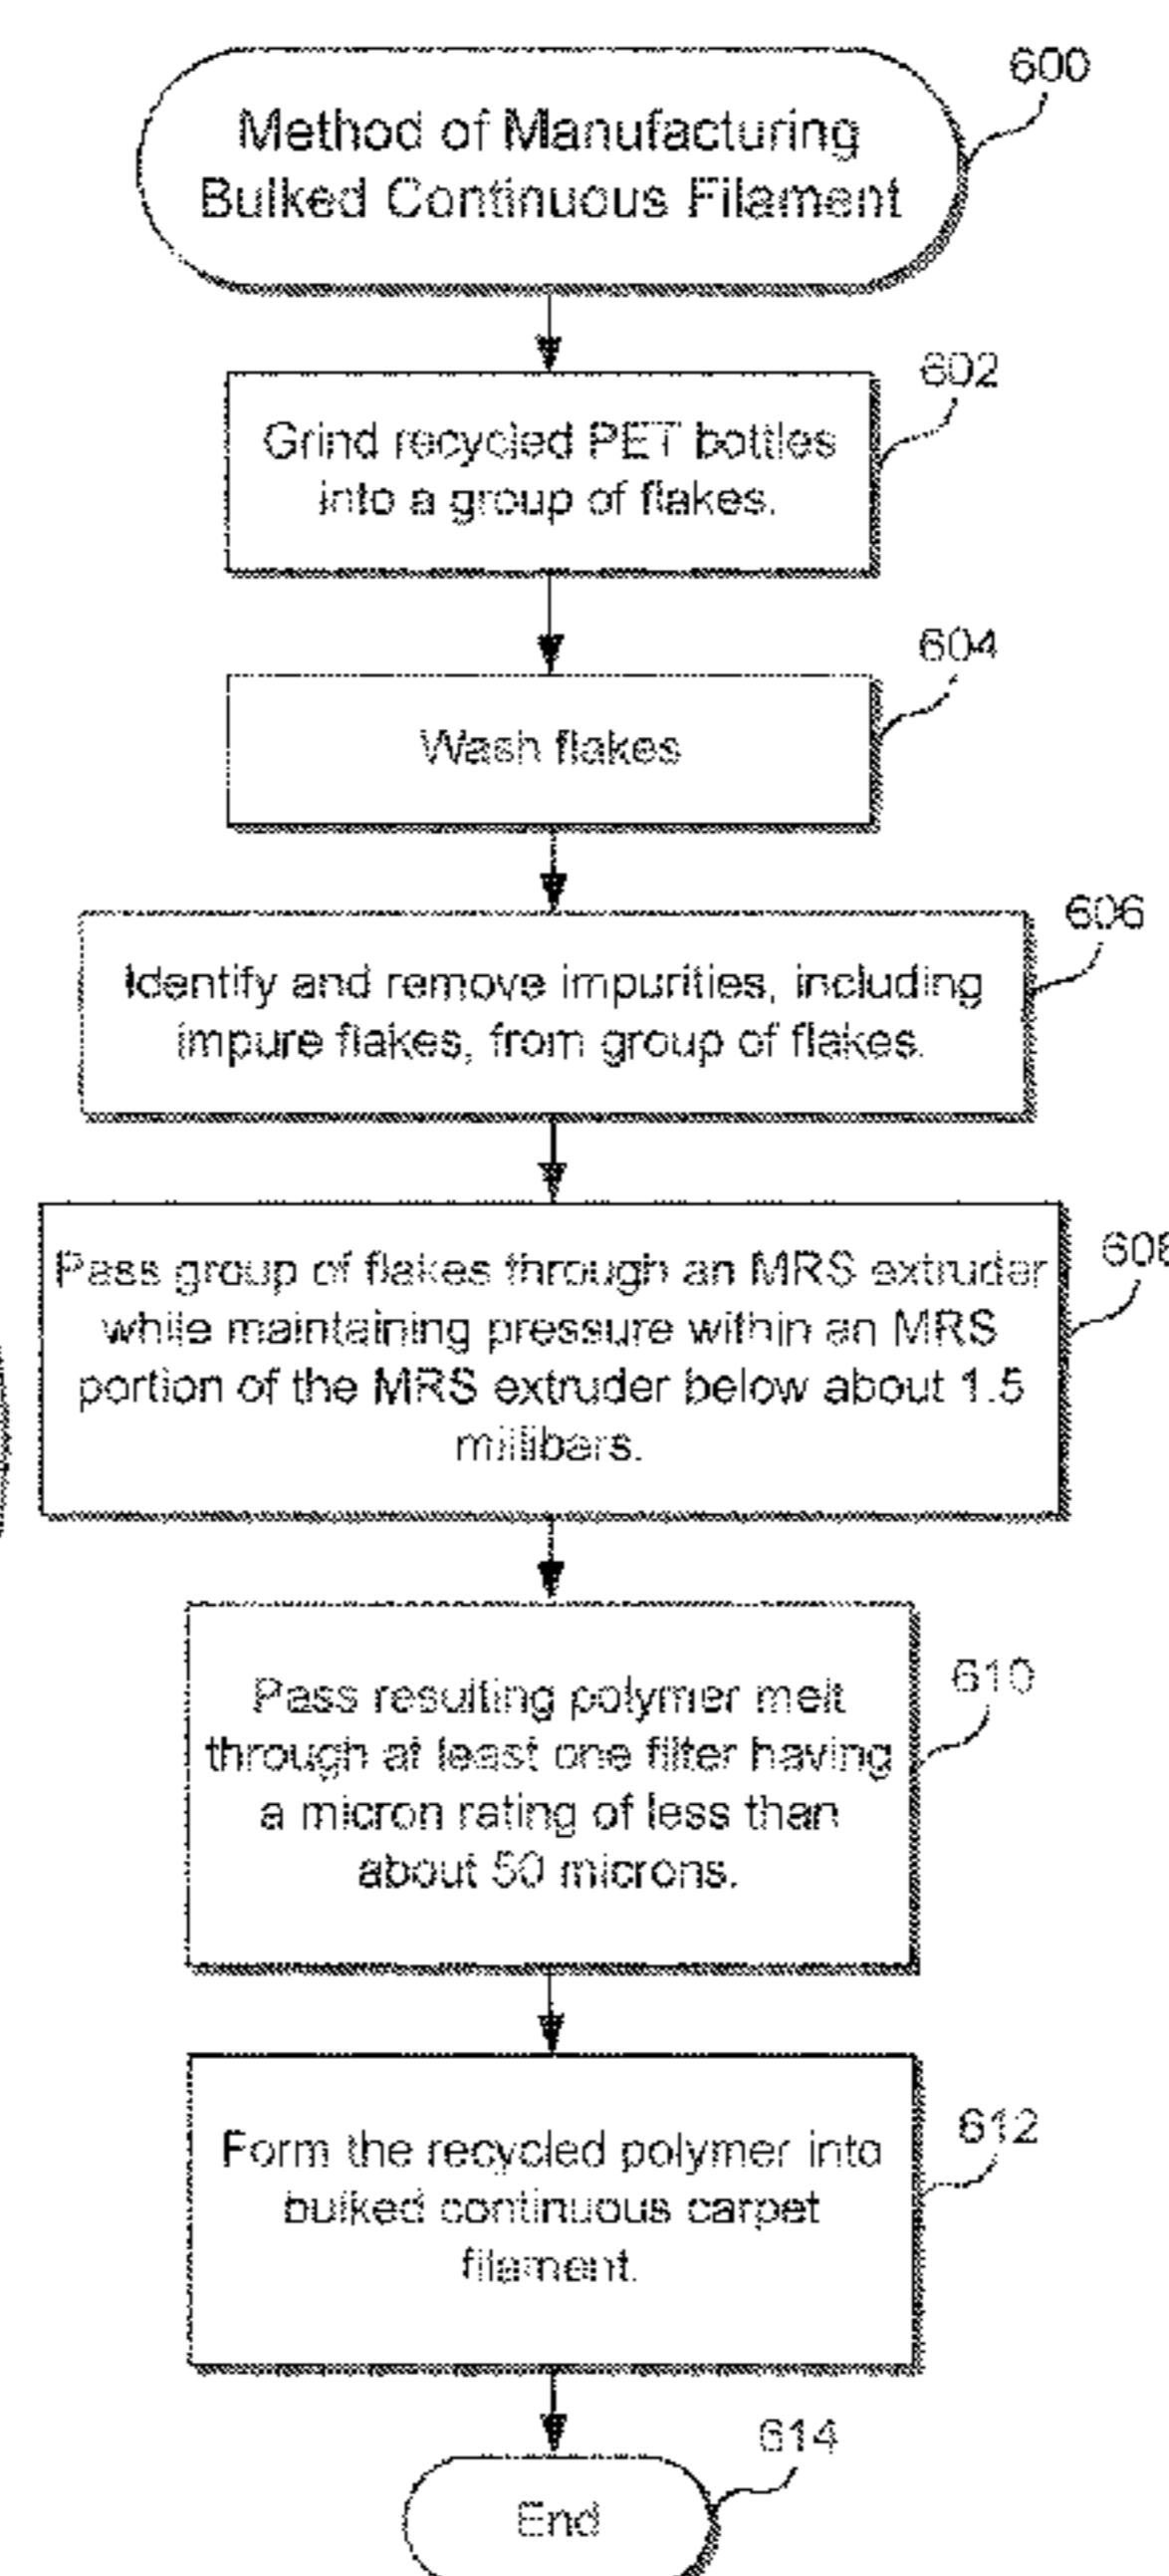 600
Method of Manufacturing
Bulked Continuous Filament
602
Grind recycled PET bottles
into a group of flakes.
604
Wash flakes
606
Identify and remove impurities, including
impure flakes, from group of flakes.
608
Pass group of flakes through an MRS extruder
while maintaining pressure within an MRS
portion of the MRS extruder below about 1.5
millibars.
610
Pass resulting polymer melt
through at least one filter having
a micron rating of less than
about 50 microns.
612
Form the recycled polymer into
bulked continuous carpet
filament.
614
End